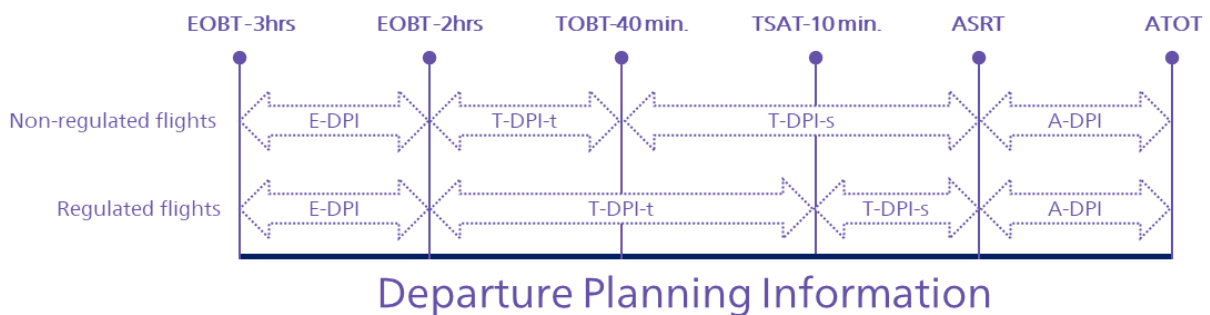 EOBT-3hrs EOBT-2hrs TOBT-40 min. TSAT-10 min. ASRT ATOT
Non-regulated flights E-DPI T-DPI-t T-DPI-s A-DPI
Regulated flights E-DPI T-DPI-t T-DPI-s A-DPI
Departure Planning Information